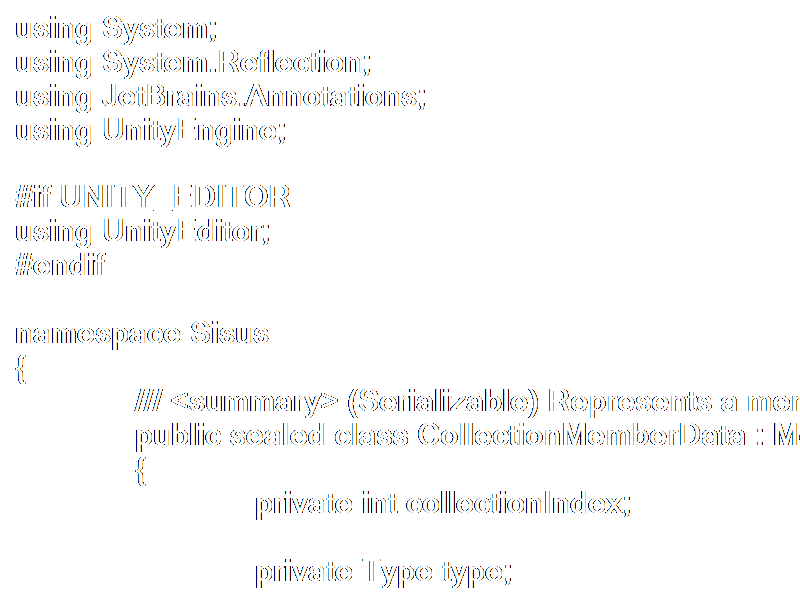 using System;
using System.Reflection;
using JetBrains.Annotations;
using UnityEngine;
#if UNITY_EDITOR
using UnityEditor;
#endif
namespace Sisus
{
/// <summary> (Serializable) Represents a
public sealed class CollectionMemberData :
{
private int collectionIndex;
private Type type;